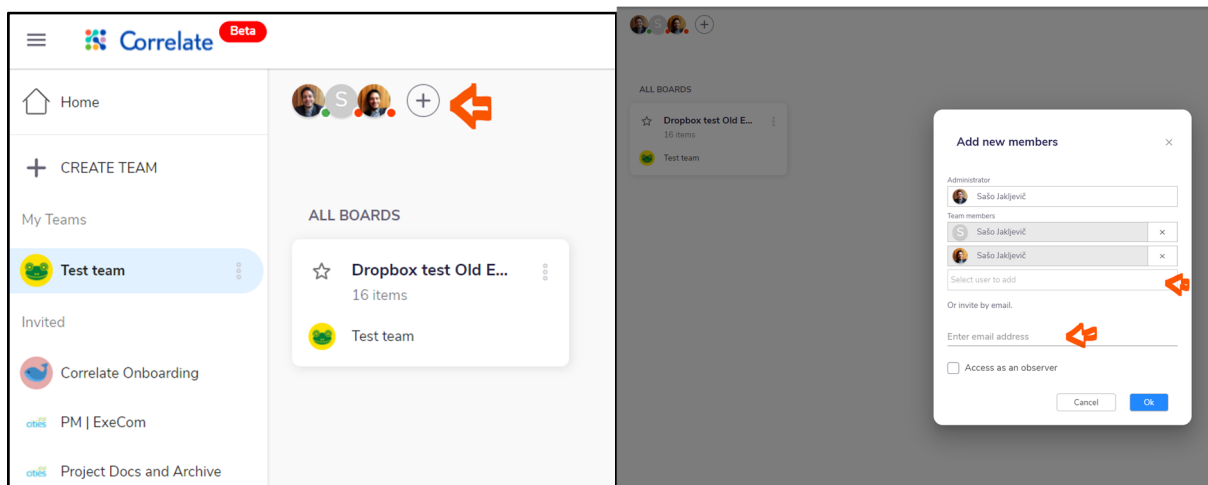 Correlate
Beta
Home
CREATE TEAM
My Teams
Test team
Invited
Correlate Onboarding
PM | ExeCom
Project Docs and Archive
S
ALL BOARDS
Dropbox test Old E...
16 items
Test team
S
ALL BOARDS
Dropbox test Old E...
16 items
Test team
Add new members
Administrator
Sašo Jakljevič
Team members
S Sašo Jakljevič
Sašo Jakljevič
Select user to add
Or invite by email.
Enter email address
Access as an observer
Cancel Ok